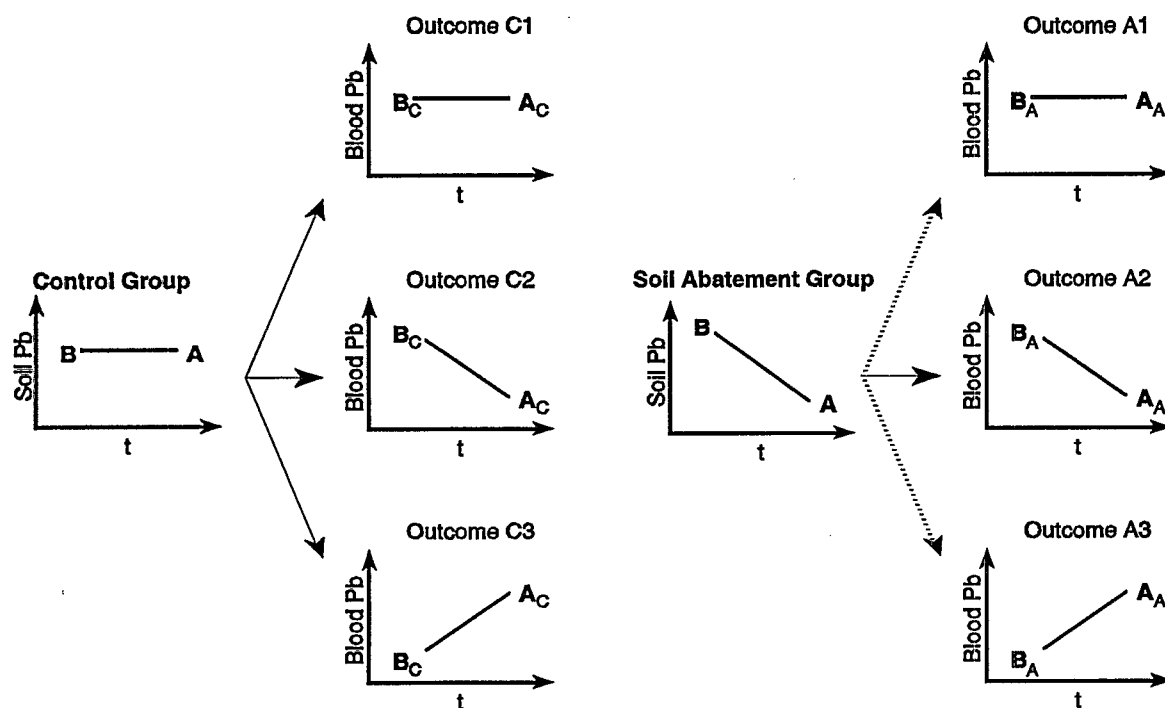 Outcome C1
Blood Pb
B_C
A_C
t
Outcome A1
Blood Pb
B_A
A_A
t
Control Group
Soil Pb
B
A
t
Outcome C2
Blood Pb
B_C
A_C
t
Soil Abatement Group
Soil Pb
B
A
t
Outcome A2
Blood Pb
B_A
A_A
t
Outcome C3
Blood Pb
B_C
A_C
t
Outcome A3
Blood Pb
B_A
A_A
t